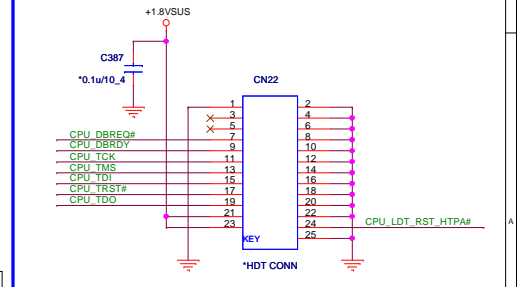 +1.8VSUS
C387
*0.1u/10_4
CN22
1 2
3 4
5 6
CPU_DBREQ# 7 8
CPU_DBRDY 9 10
CPU_TCK 11 12
CPU_TMS 13 14
CPU_TDI 15 16
CPU_TRST# 17 18
CPU_TDO 19 20
21 22
23 24 CPU_LDT_RST_HTPA#
KEY 25
*HDT CONN
A